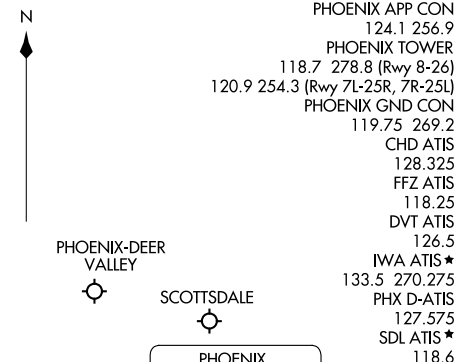 N
PHOENIX APP CON
124.1 256.9
PHOENIX TOWER
118.7 278.8 (Rwy 8-26)
120.9 254.3 (Rwy 7L-25R, 7R-25L)
PHOENIX GND CON
119.75 269.2
CHD ATIS
128.325
FFZ ATIS
118.25
DVT ATIS
126.5
IWA ATIS ★
133.5 270.275
PHX D-ATIS
127.575
SDL ATIS ★
118.6
PHOENIX-DEER
VALLEY
SCOTTSDALE
PHOENIX